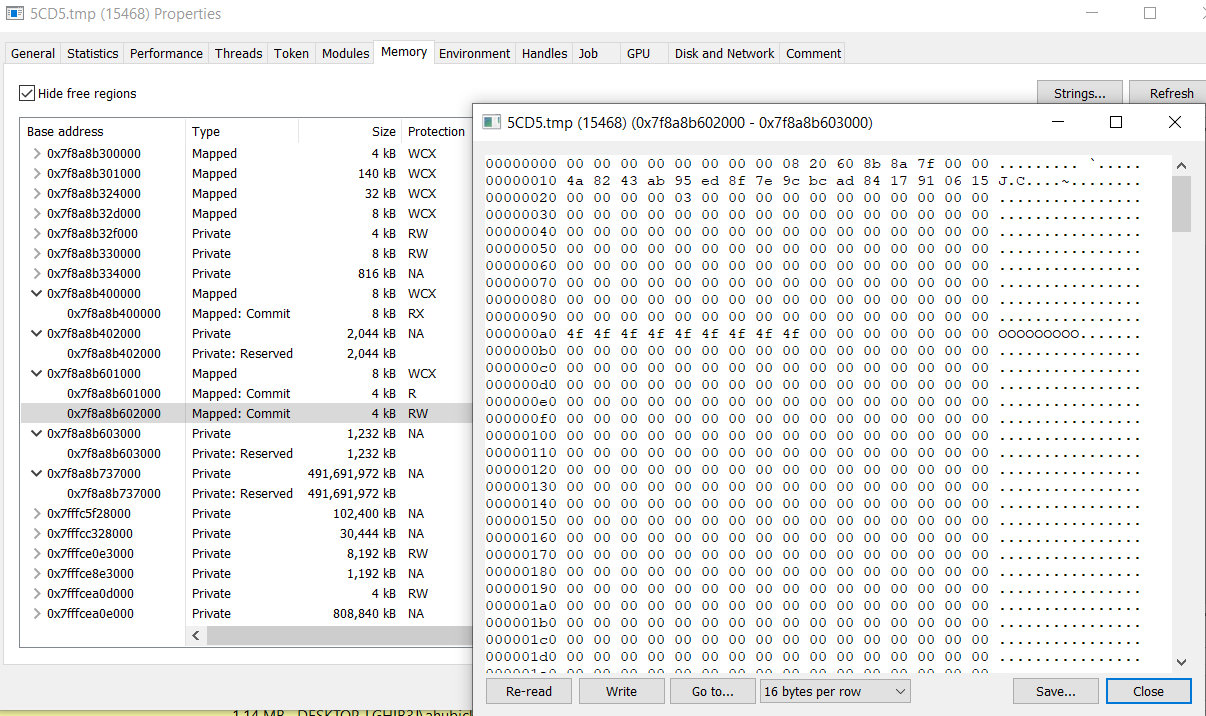 5CD5.tmp (15468) Properties
General Statistics Performance Threads Token Modules Memory Environment Handles Job GPU Disk and Network Comment
Hide free regions
Strings... Refresh
Base address Type Size Protection
0x7f8a8b300000 Mapped 4 kB WCX
0x7f8a8b301000 Mapped 140 kB WCX
0x7f8a8b324000 Mapped 32 kB WCX
0x7f8a8b32d000 Mapped 8 kB WCX
0x7f8a8b32f000 Private 4 kB RW
0x7f8a8b330000 Private 8 kB RW
0x7f8a8b334000 Private 816 kB NA
0x7f8a8b400000 Mapped 8 kB WCX
0x7f8a8b400000 Mapped: Commit 8 kB RX
0x7f8a8b402000 Private 2,044 kB NA
0x7f8a8b402000 Private: Reserved 2,044 kB
0x7f8a8b601000 Mapped 8 kB WCX
0x7f8a8b601000 Mapped: Commit 4 kB R
0x7f8a8b602000 Mapped: Commit 4 kB RW
0x7f8a8b603000 Private 1,232 kB NA
0x7f8a8b603000 Private: Reserved 1,232 kB
0x7f8a8b737000 Private 491,691,972 kB NA
0x7f8a8b737000 Private: Reserved 491,691,972 kB
0x7fffc5f28000 Private 102,400 kB NA
0x7fffcc328000 Private 30,444 kB NA
0x7fffce0e3000 Private 8,192 kB RW
0x7fffce8e3000 Private 1,192 kB NA
0x7fffcea0d000 Private 4 kB RW
0x7fffcea0e000 Private 808,840 kB NA
5CD5.tmp (15468) (0x7f8a8b602000 - 0x7f8a8b603000)
00000000 00 00 00 00 00 00 00 00 08 20 60 8b 8a 7f 00 00 ......... `.....
00000010 4a 82 43 ab 95 ed 8f 7e 9c bc ad 84 17 91 06 15 J.C....~........
00000020 00 00 00 00 03 00 00 00 00 00 00 00 00 00 00 00 ................
00000030 00 00 00 00 00 00 00 00 00 00 00 00 00 00 00 00 ................
00000040 00 00 00 00 00 00 00 00 00 00 00 00 00 00 00 00 ................
00000050 00 00 00 00 00 00 00 00 00 00 00 00 00 00 00 00 ................
00000060 00 00 00 00 00 00 00 00 00 00 00 00 00 00 00 00 ................
00000070 00 00 00 00 00 00 00 00 00 00 00 00 00 00 00 00 ................
00000080 00 00 00 00 00 00 00 00 00 00 00 00 00 00 00 00 ................
00000090 00 00 00 00 00 00 00 00 00 00 00 00 00 00 00 00 ................
000000a0 4f 4f 4f 4f 4f 4f 4f 4f 4f 00 00 00 00 00 00 00 OOOOOOOOO.......
000000b0 00 00 00 00 00 00 00 00 00 00 00 00 00 00 00 00 ................
000000c0 00 00 00 00 00 00 00 00 00 00 00 00 00 00 00 00 ................
000000d0 00 00 00 00 00 00 00 00 00 00 00 00 00 00 00 00 ................
000000e0 00 00 00 00 00 00 00 00 00 00 00 00 00 00 00 00 ................
000000f0 00 00 00 00 00 00 00 00 00 00 00 00 00 00 00 00 ................
00000100 00 00 00 00 00 00 00 00 00 00 00 00 00 00 00 00 ................
00000110 00 00 00 00 00 00 00 00 00 00 00 00 00 00 00 00 ................
00000120 00 00 00 00 00 00 00 00 00 00 00 00 00 00 00 00 ................
00000130 00 00 00 00 00 00 00 00 00 00 00 00 00 00 00 00 ................
00000140 00 00 00 00 00 00 00 00 00 00 00 00 00 00 00 00 ................
00000150 00 00 00 00 00 00 00 00 00 00 00 00 00 00 00 00 ................
00000160 00 00 00 00 00 00 00 00 00 00 00 00 00 00 00 00 ................
00000170 00 00 00 00 00 00 00 00 00 00 00 00 00 00 00 00 ................
00000180 00 00 00 00 00 00 00 00 00 00 00 00 00 00 00 00 ................
00000190 00 00 00 00 00 00 00 00 00 00 00 00 00 00 00 00 ................
000001a0 00 00 00 00 00 00 00 00 00 00 00 00 00 00 00 00 ................
000001b0 00 00 00 00 00 00 00 00 00 00 00 00 00 00 00 00 ................
000001c0 00 00 00 00 00 00 00 00 00 00 00 00 00 00 00 00 ................
000001d0 00 00 00 00 00 00 00 00 00 00 00 00 00 00 00 00 ................
Re-read Write Go to... 16 bytes per row Save... Close
1.14 MB